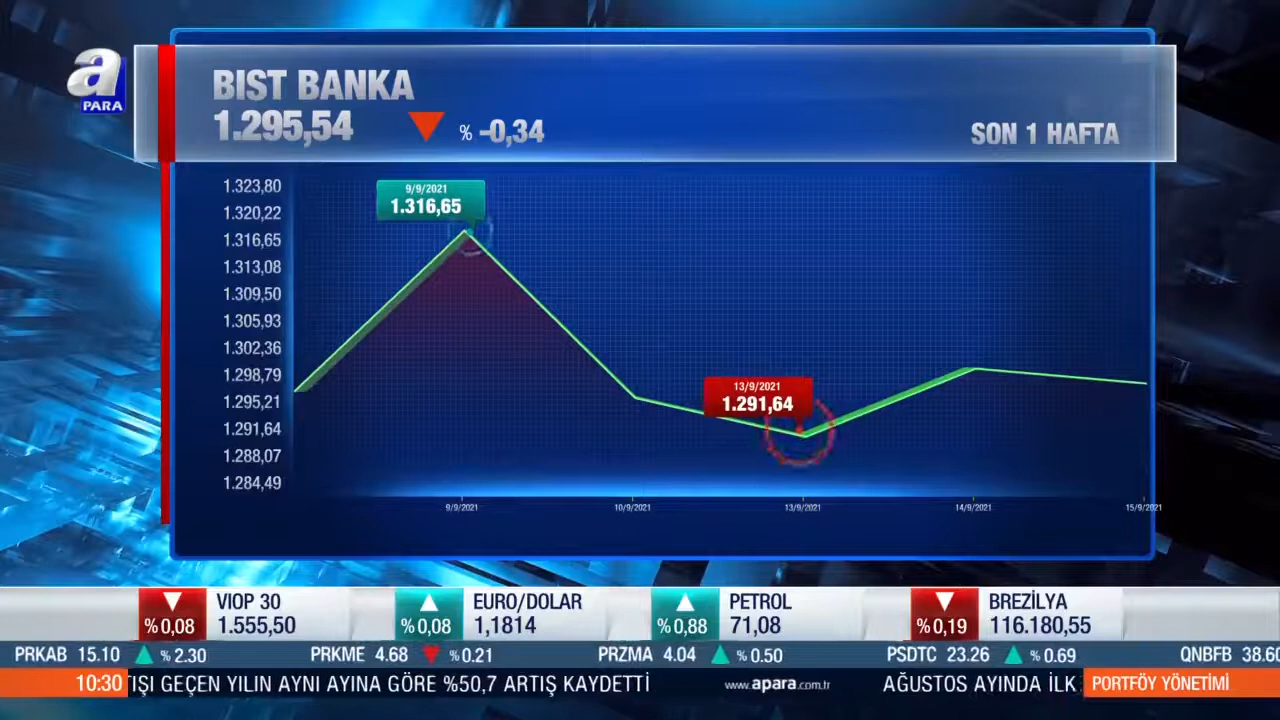 a
PARA
BIST BANKA
1.295,54 % -0,34
SON 1 HAFTA
1.323,80
1.320,22
1.316,65
1.313,08
1.309,50
1.305,93
1.302,36
1.298,79
1.295,21
1.291,64
1.288,07
1.284,49
9/9/2021
1.316,65
13/9/2021
1.291,64
9/9/2021 10/9/2021 13/9/2021 14/9/2021 15/9/2021
%0,08 VIOP 30 1.555,50
%0,08 EURO/DOLAR 1,1814
%0,88 PETROL 71,08
%0,19 BREZİLYA 116.180,55
PRKAB 15.10 %2.30 PRKME 4.68 %0.21 PRZMA 4.04 %0.50 PSDTC 23.26 %0.69 QNBFB 38.60
10:30 TIŞI GEÇEN YILIN AYNI AYINA GÖRE %50,7 ARTIŞ KAYDETTİ www.apara.com.tr AĞUSTOS AYINDA İLK PORTFÖY YÖNETİMİ